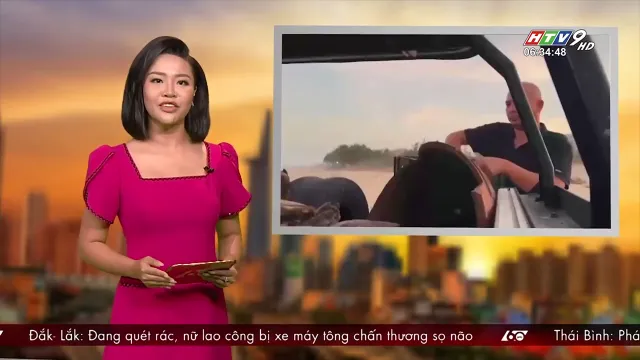 HTV9 HD
06:34:48
Đắk- Lắk: Đang quét rác, nữ lao công bị xe máy tông chấn thương sọ não 60 Thái Bình: Phá